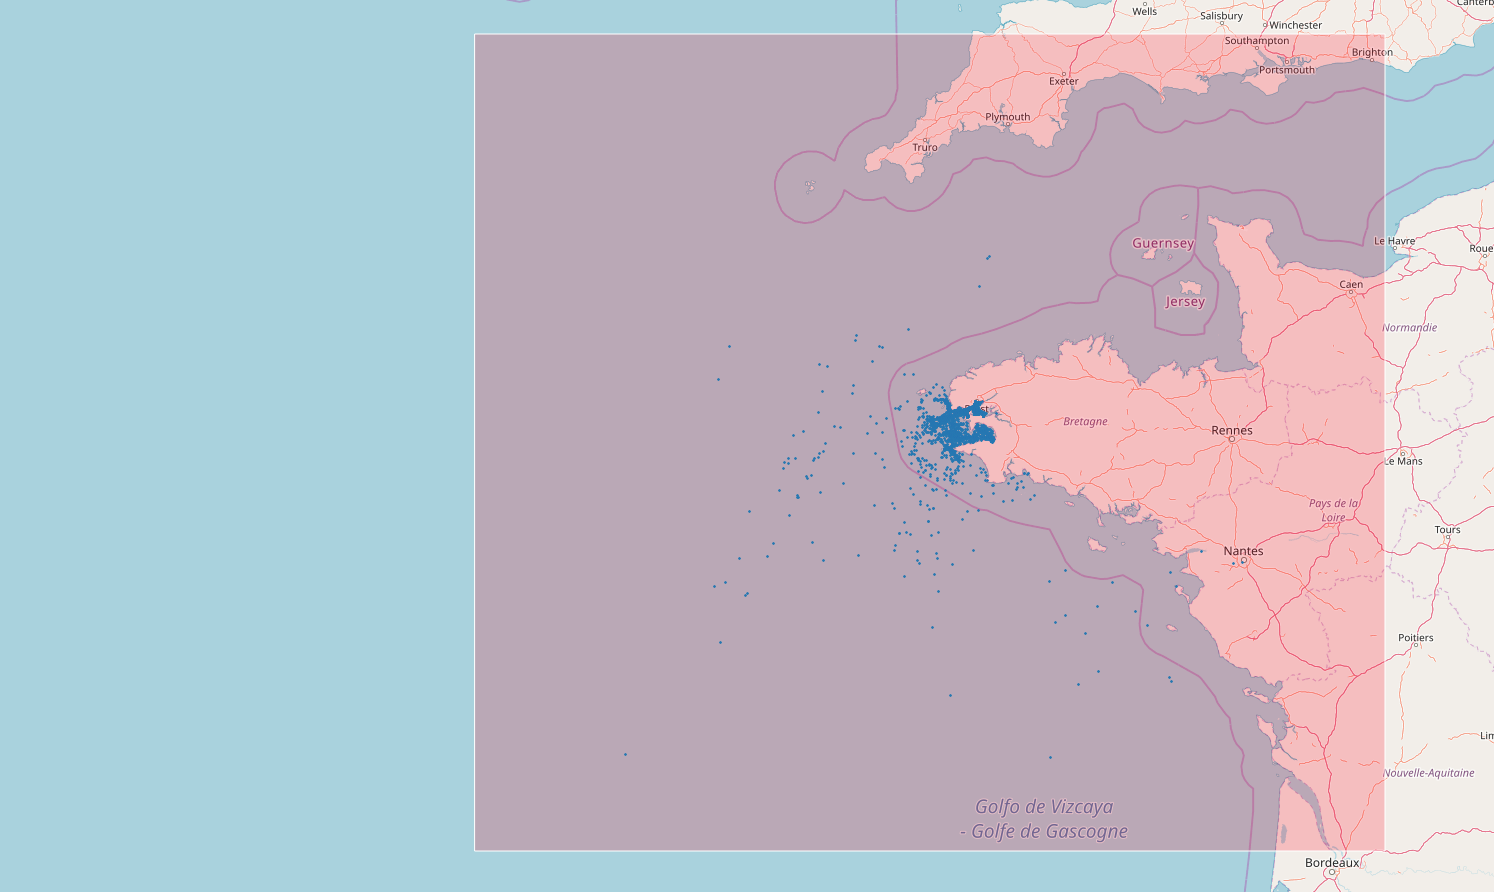 Wells
Canterb
Salisbury
Winchester
Southampton
Brighton
Portsmouth
Exeter
Plymouth
Truro
Guernsey
Le Havre
Roue
Jersey
Caen
Normandie
Bretagne
Rennes
Le Mans
Pays de la
Loire
Tours
Nantes
Poitiers
Lim
Nouvelle-Aquitaine
Golfo de Vizcaya
- Golfe de Gascogne
Bordeaux